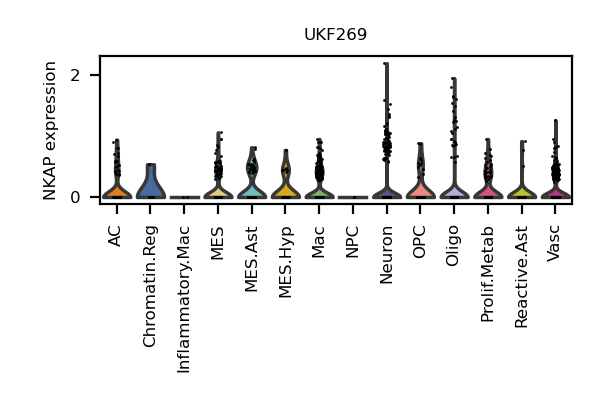 UKF269
NKAP expression
2
0
AC
Chromatin.Reg
Inflammatory.Mac
MES
MES.Ast
MES.Hyp
Mac
NPC
Neuron
OPC
Oligo
Prolif.Metab
Reactive.Ast
Vasc